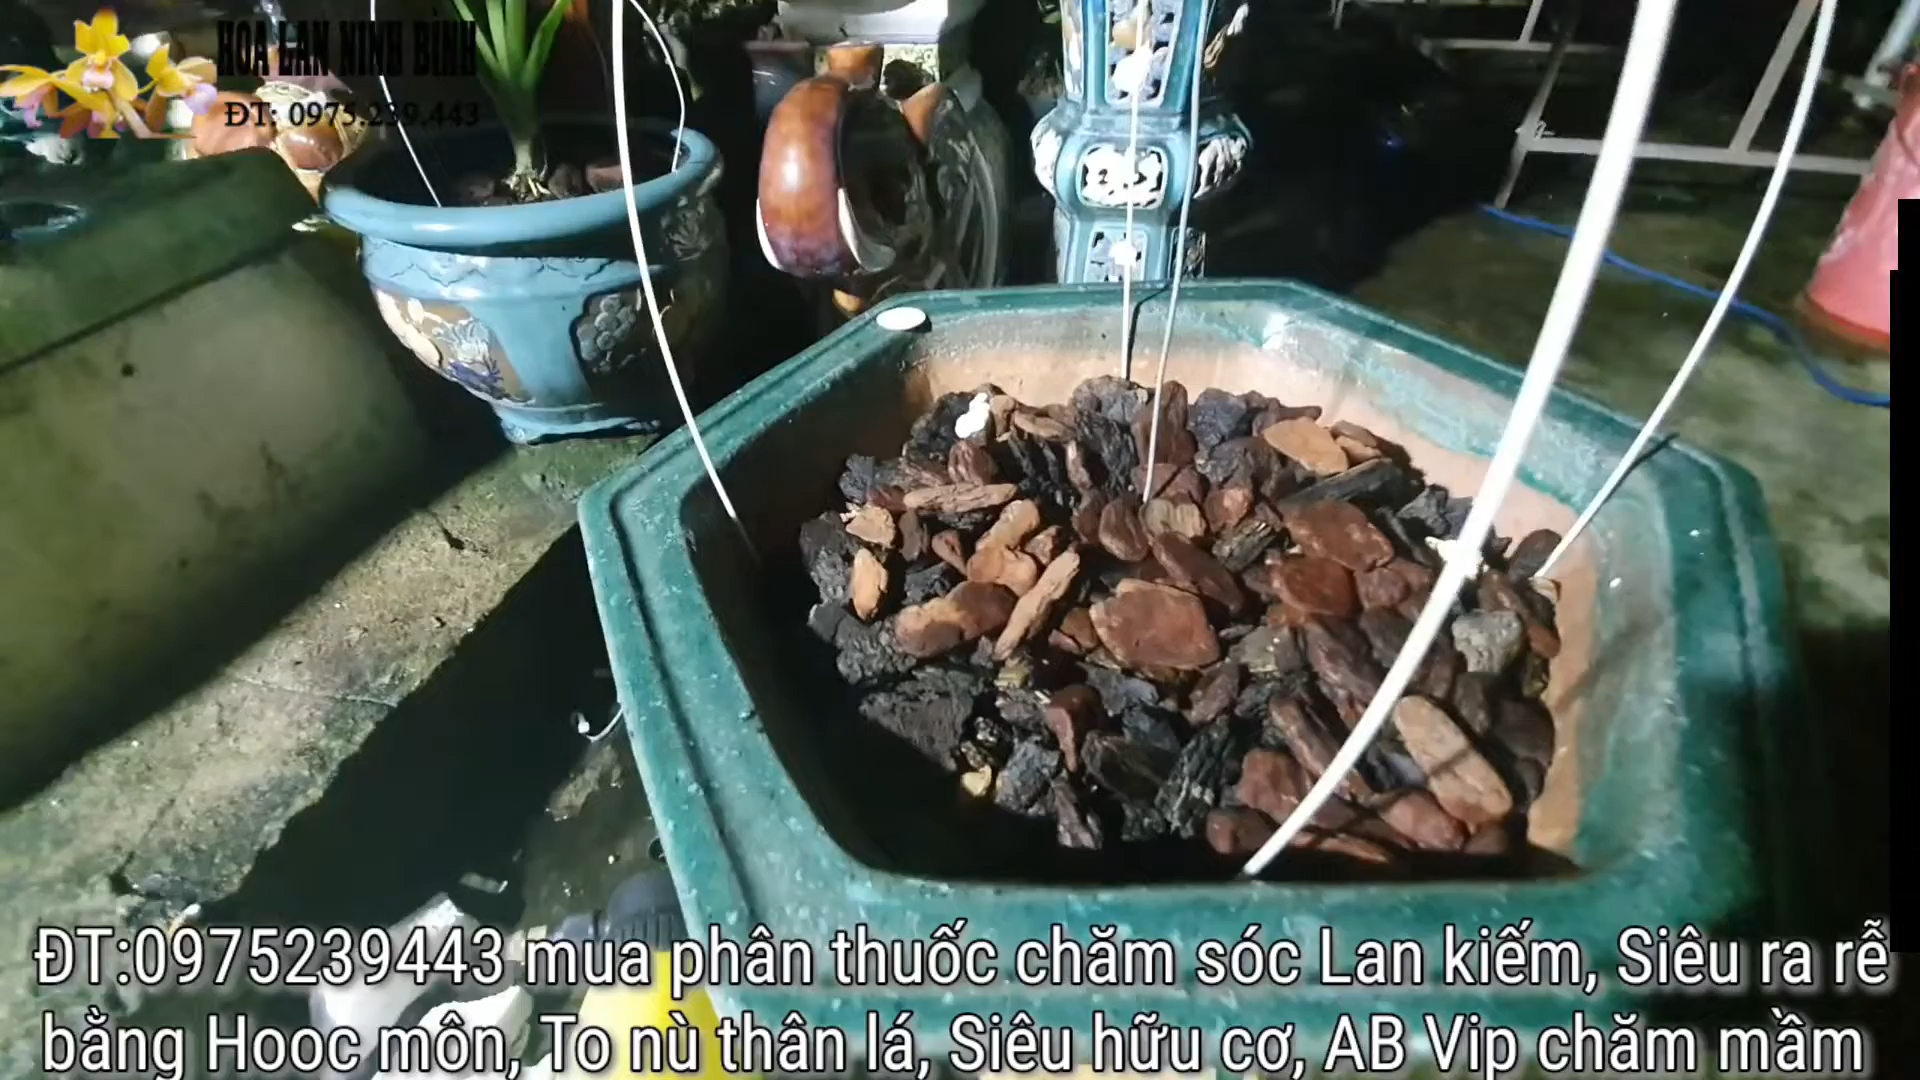 HOA LAN NINH BÌNH
ĐT: 0975.239.443
ĐT:0975239443 mua phân thuốc chăm sóc Lan kiếm, Siêu ra rễ
bằng Hooc môn, To nù thân lá, Siêu hữu cơ, AB Vip chăm mầm